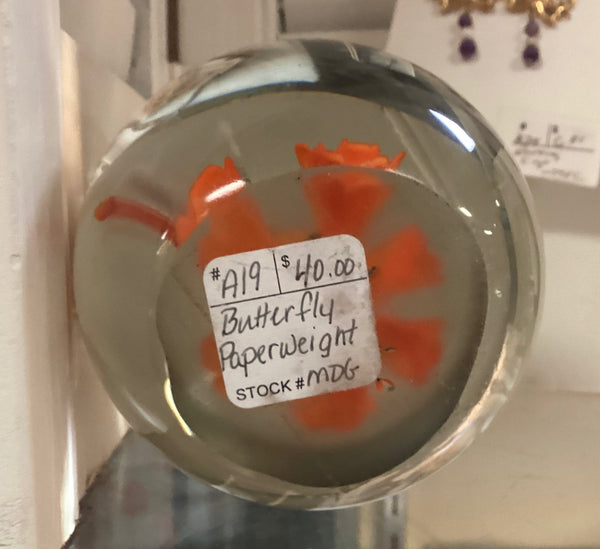 # A19 $ 40.00
Butterfly
Paperweight
STOCK # MDG